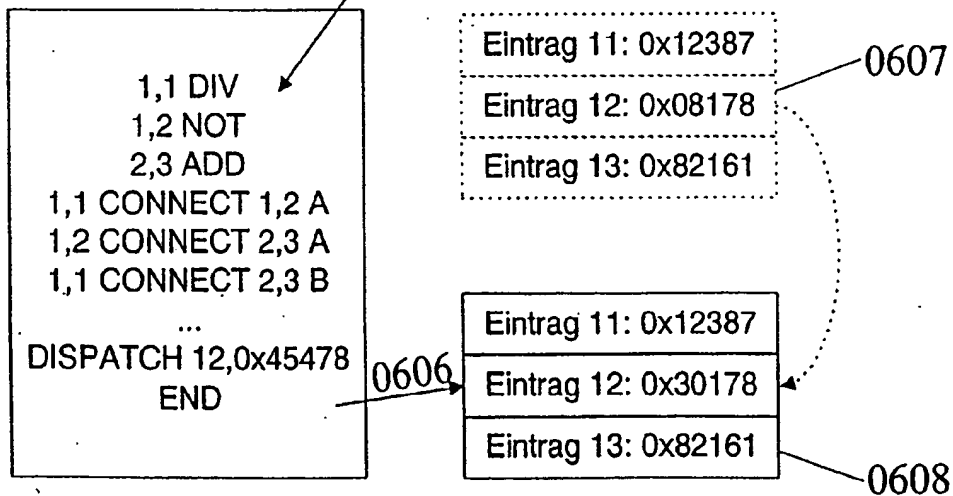 1,1 DIV
1,2 NOT
2,3 ADD
1,1 CONNECT 1,2 A
1,2 CONNECT 2,3 A
1,1 CONNECT 2,3 B
...
DISPATCH 12,0x45478
END
Eintrag 11: 0x12387
Eintrag 12: 0x08178
Eintrag 13: 0x82161
0607
0606
Eintrag 11: 0x12387
Eintrag 12: 0x30178
Eintrag 13: 0x82161
0608